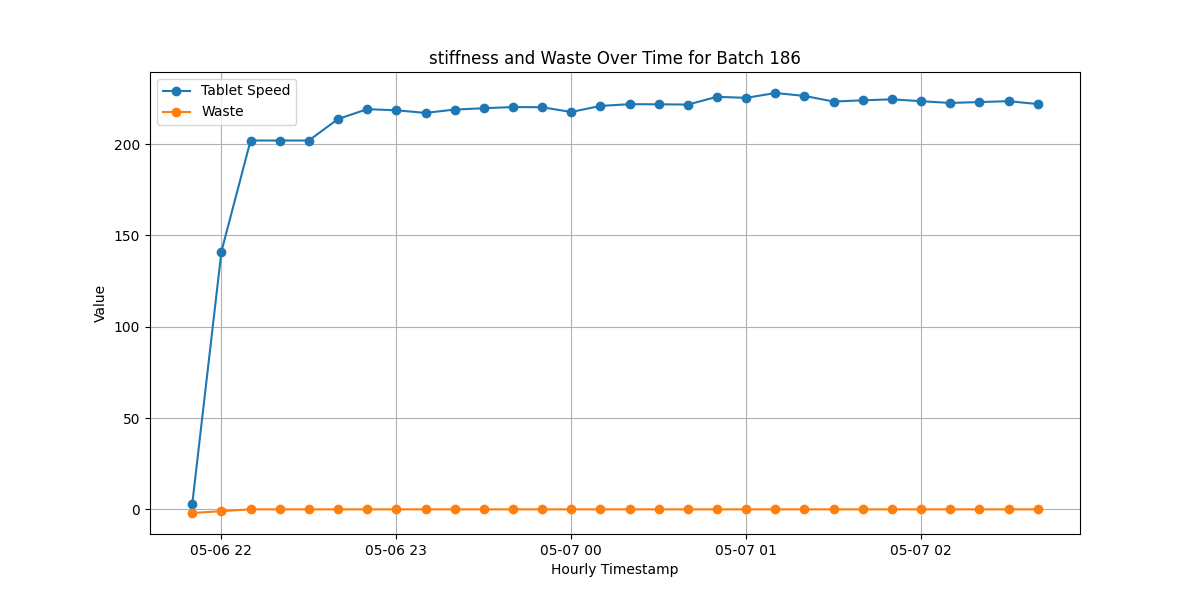 stiffness and Waste Over Time for Batch 186
Tablet Speed
Waste
200
150
100
50
0
Value
05-06 22
05-06 23
05-07 00
05-07 01
05-07 02
Hourly Timestamp